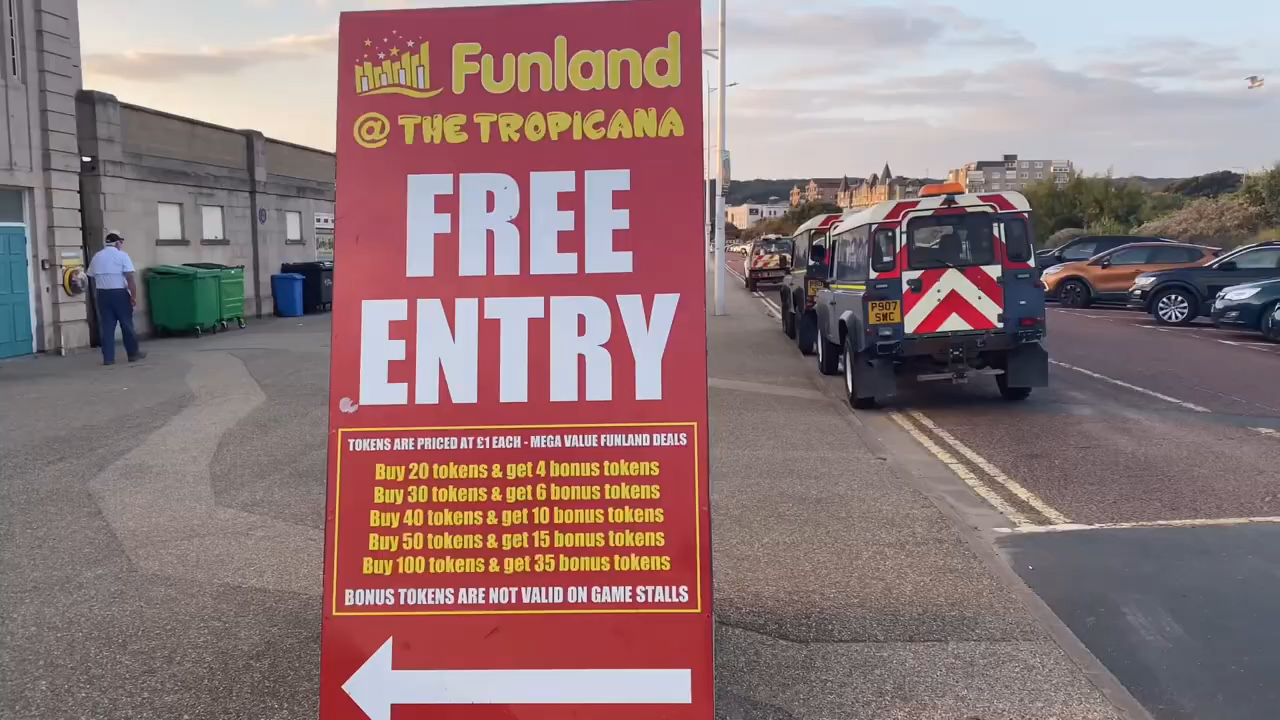 Funland
@ THE TROPICANA
FREE
ENTRY
TOKENS ARE PRICED AT £1 EACH - MEGA VALUE FUNLAND DEALS
Buy 20 tokens & get 4 bonus tokens
Buy 30 tokens & get 6 bonus tokens
Buy 40 tokens & get 10 bonus tokens
Buy 50 tokens & get 15 bonus tokens
Buy 100 tokens & get 35 bonus tokens
BONUS TOKENS ARE NOT VALID ON GAME STALLS
P907
SWC